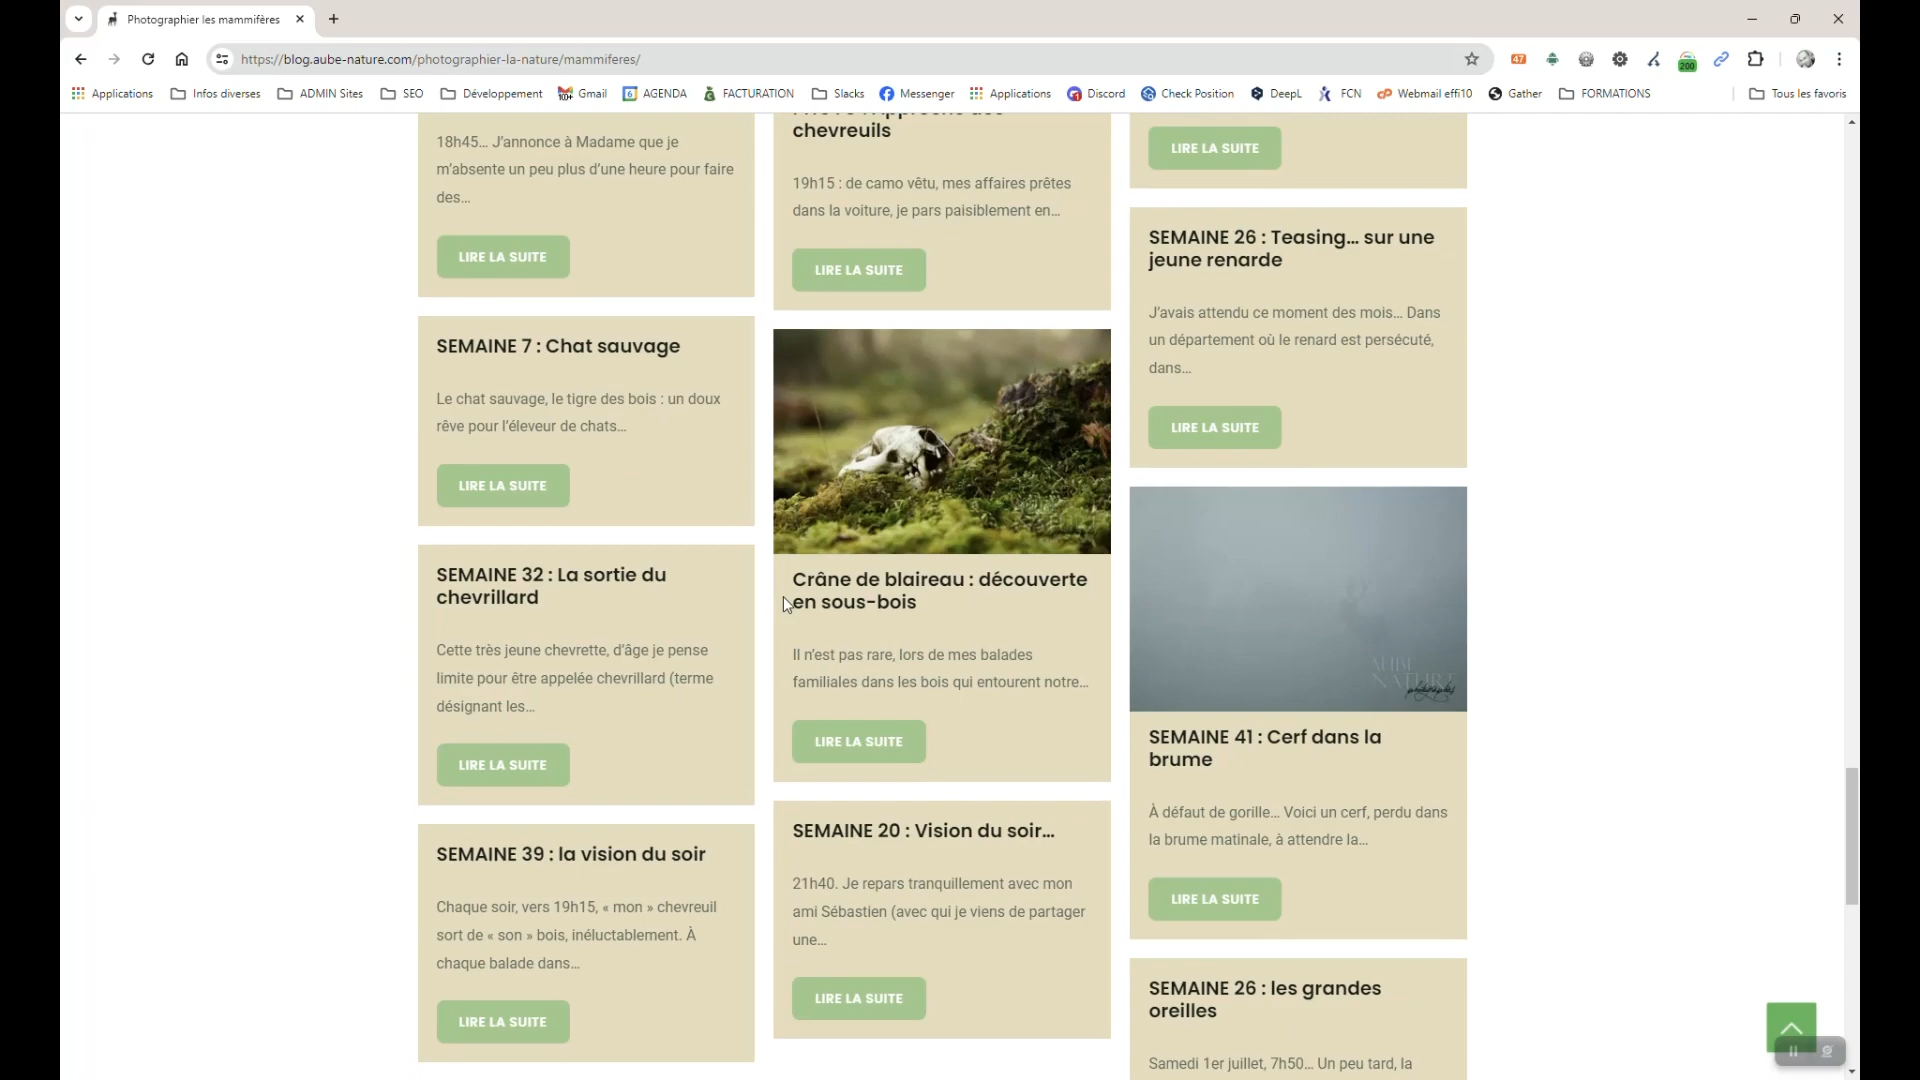 Photographier les mammifères
https://blog.aube-nature.com/photographier-la-nature/mammiferes/
47
200
Applications
Infos diverses
ADMIN Sites
SEO
Développement
Gmail
AGENDA
FACTURATION
Slacks
Messenger
Applications
Discord
Check Position
DeepL
FCN
Webmail effi10
Gather
FORMATIONS
Tous les favoris
18h45... J'annonce à Madame que je
m'absente un peu plus d'une heure pour faire
des...
LIRE LA SUITE
SEMAINE 7 : Chat sauvage
Le chat sauvage, le tigre des bois : un doux
rêve pour l'éleveur de chats...
LIRE LA SUITE
SEMAINE 32 : La sortie du
chevrillard
Cette très jeune chevrette, d'âge je pense
limite pour être appelée chevrillard (terme
désignant les...
LIRE LA SUITE
SEMAINE 39 : la vision du soir
Chaque soir, vers 19h15, « mon » chevreuil
sort de « son » bois, inéluctablement. À
chaque balade dans...
LIRE LA SUITE
chevreuils
19h15 : de camo vêtu, mes affaires prêtes
dans la voiture, je pars paisiblement en...
LIRE LA SUITE
Crâne de blaireau : découverte
en sous-bois
Il n'est pas rare, lors de mes balades
familiales dans les bois qui entourent notre...
LIRE LA SUITE
SEMAINE 20 : Vision du soir...
21h40. Je repars tranquillement avec mon
ami Sébastien (avec qui je viens de partager
une...
LIRE LA SUITE
LIRE LA SUITE
SEMAINE 26 : Teasing... sur une
jeune renarde
J'avais attendu ce moment des mois... Dans
un département où le renard est persécuté,
dans...
LIRE LA SUITE
AUBE
NATURE
photographies
SEMAINE 41 : Cerf dans la
brume
À défaut de gorille... Voici un cerf, perdu dans
la brume matinale, à attendre la...
LIRE LA SUITE
SEMAINE 26 : les grandes
oreilles
Samedi 1er juillet, 7h50... Un peu tard, la